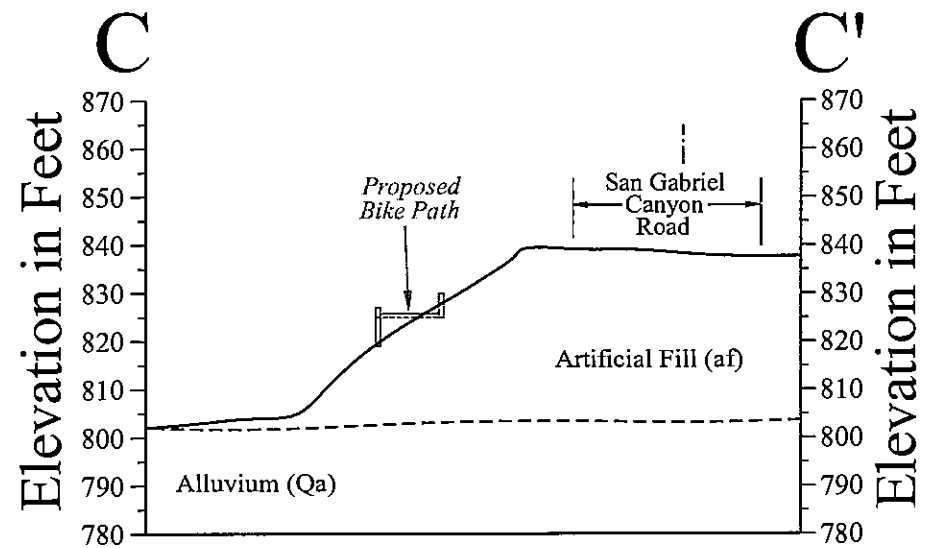 C
C'
Elevation in Feet
870
860
850
840
830
820
810
800
790
780
Proposed
Bike Path
San Gabriel
Canyon
Road
Artificial Fill (af)
Alluvium (Qa)
870
860
850
840
830
820
810
800
790
780
Elevation in Feet